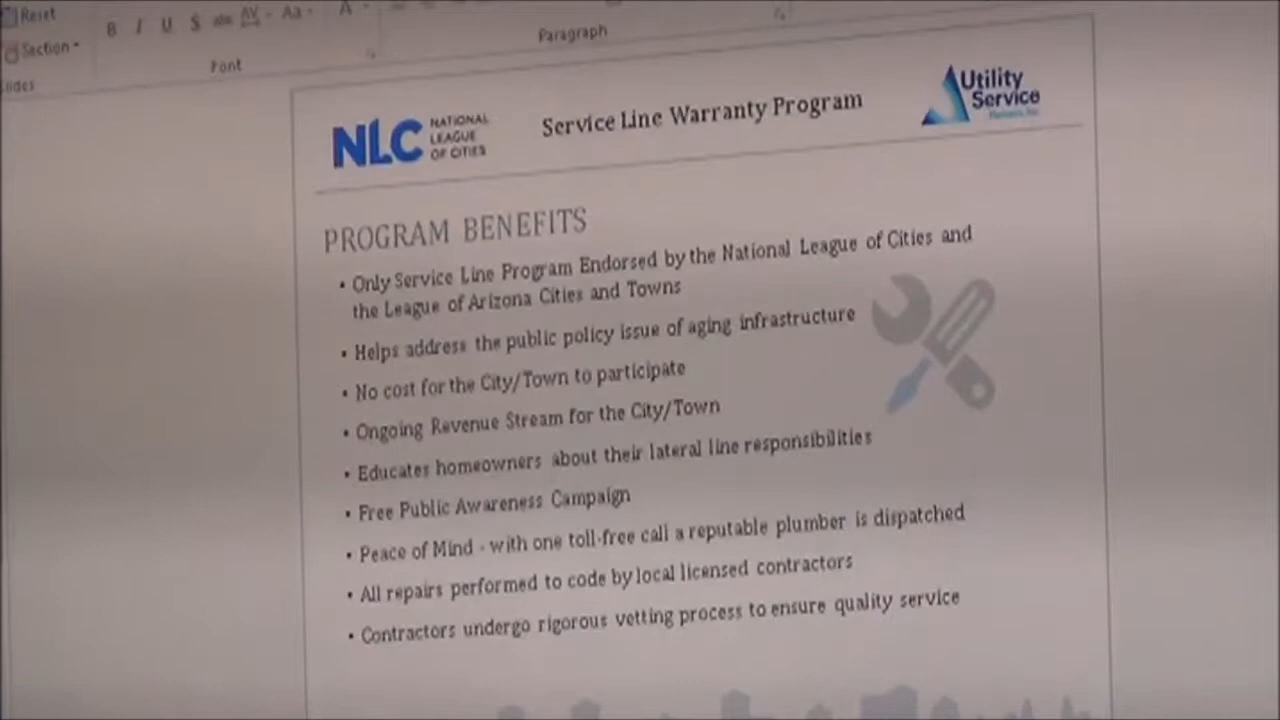 Reset
B I U S abc AV Aa A
Section
Paragraph
Font
lides
NLC NATIONAL LEAGUE OF CITIES
Service Line Warranty Program
Utility Service
PROGRAM BENEFITS
• Only Service Line Program Endorsed by the National League of Cities and
the League of Arizona Cities and Towns
• Helps address the public policy issue of aging infrastructure
• No cost for the City/Town to participate
• Ongoing Revenue Stream for the City/Town
• Educates homeowners about their lateral line responsibilities
• Free Public Awareness Campaign
• Peace of Mind - with one toll-free call a reputable plumber is dispatched
• All repairs performed to code by local licensed contractors
• Contractors undergo rigorous vetting process to ensure quality service